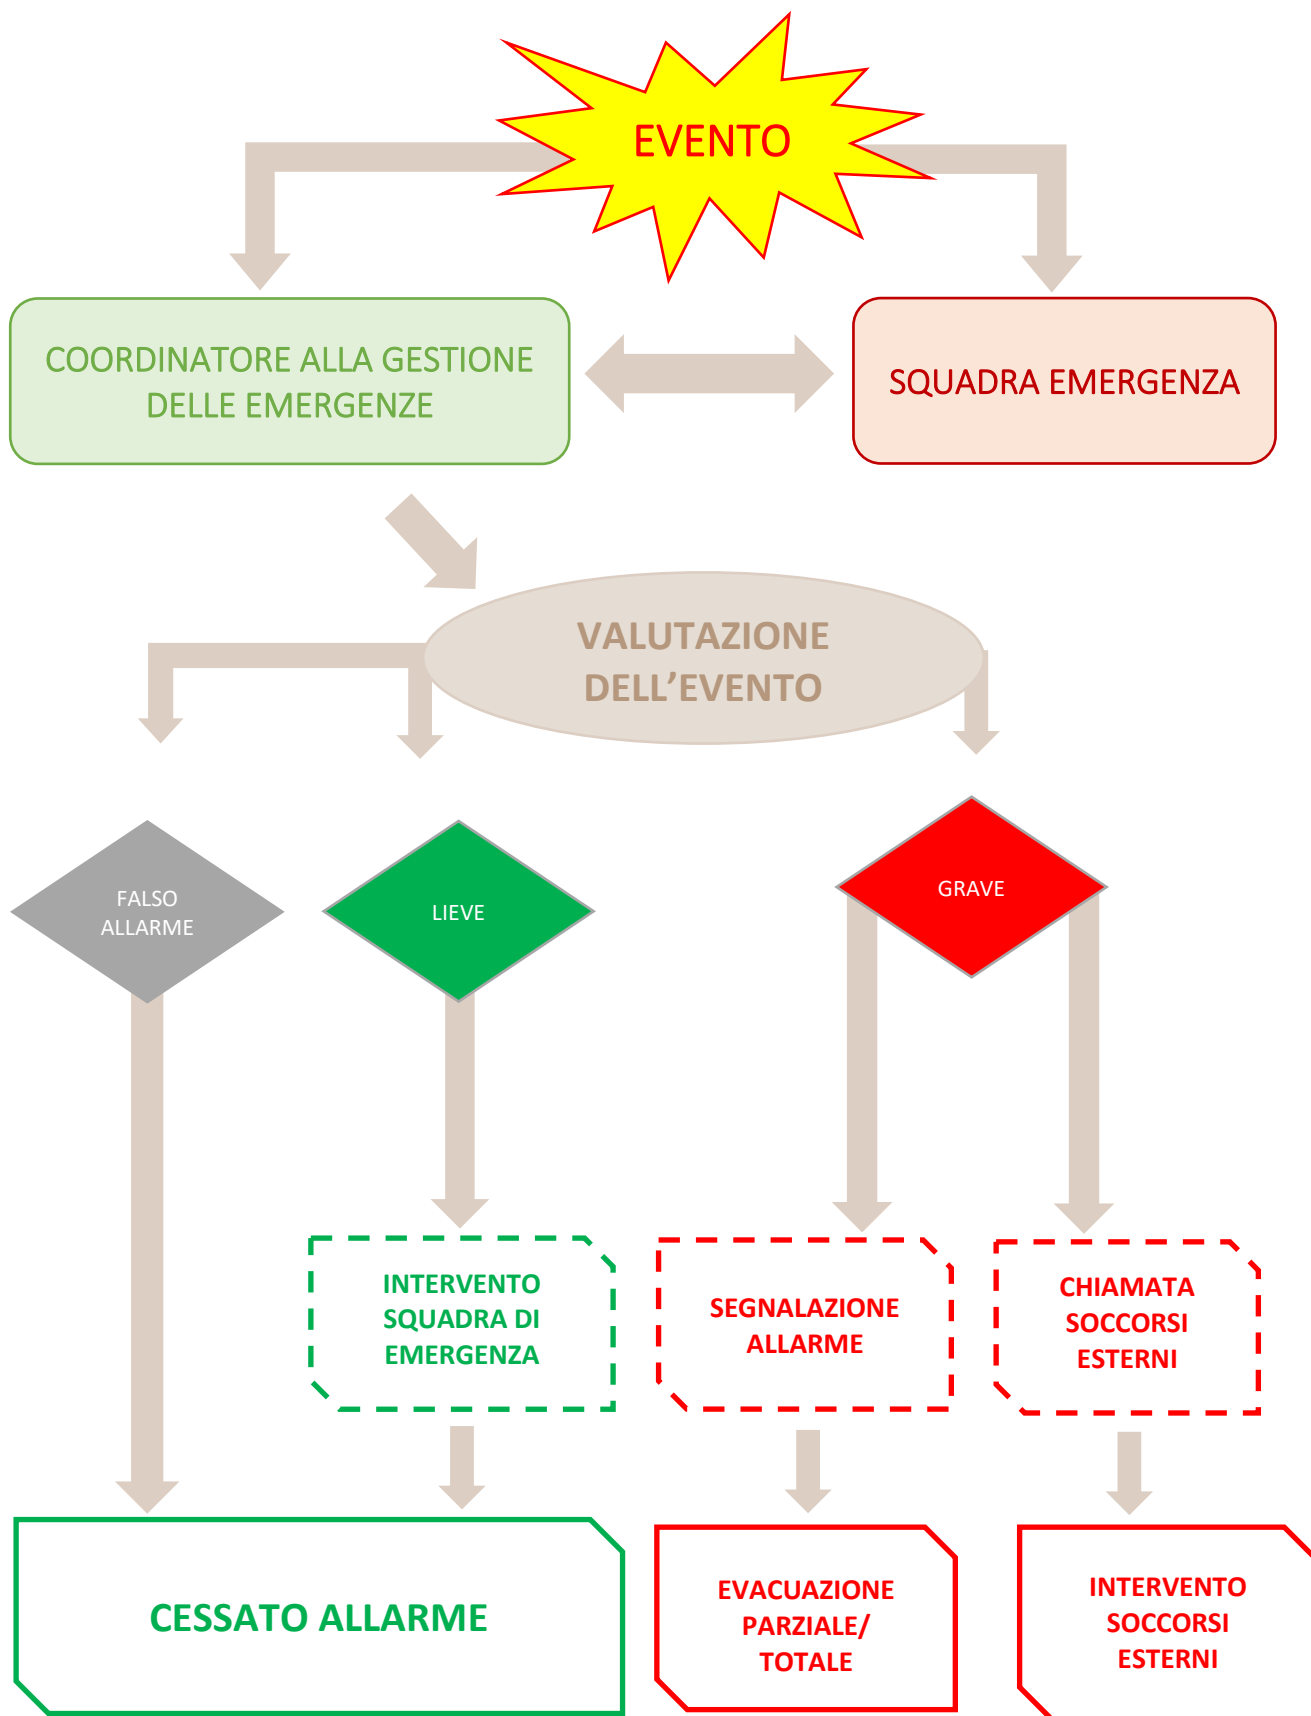 EVENTO
COORDINATORE ALLA GESTIONE
DELLE EMERGENZE
SQUADRA EMERGENZA
VALUTAZIONE
DELL’EVENTO
FALSO
ALLARME
LIEVE
GRAVE
INTERVENTO
SQUADRA DI
EMERGENZA
SEGNALAZIONE
ALLARME
CHIAMATA
SOCCORSI
ESTERNI
CESSATO ALLARME
EVACUAZIONE
PARZIALE/
TOTALE
INTERVENTO
SOCCORSI
ESTERNI